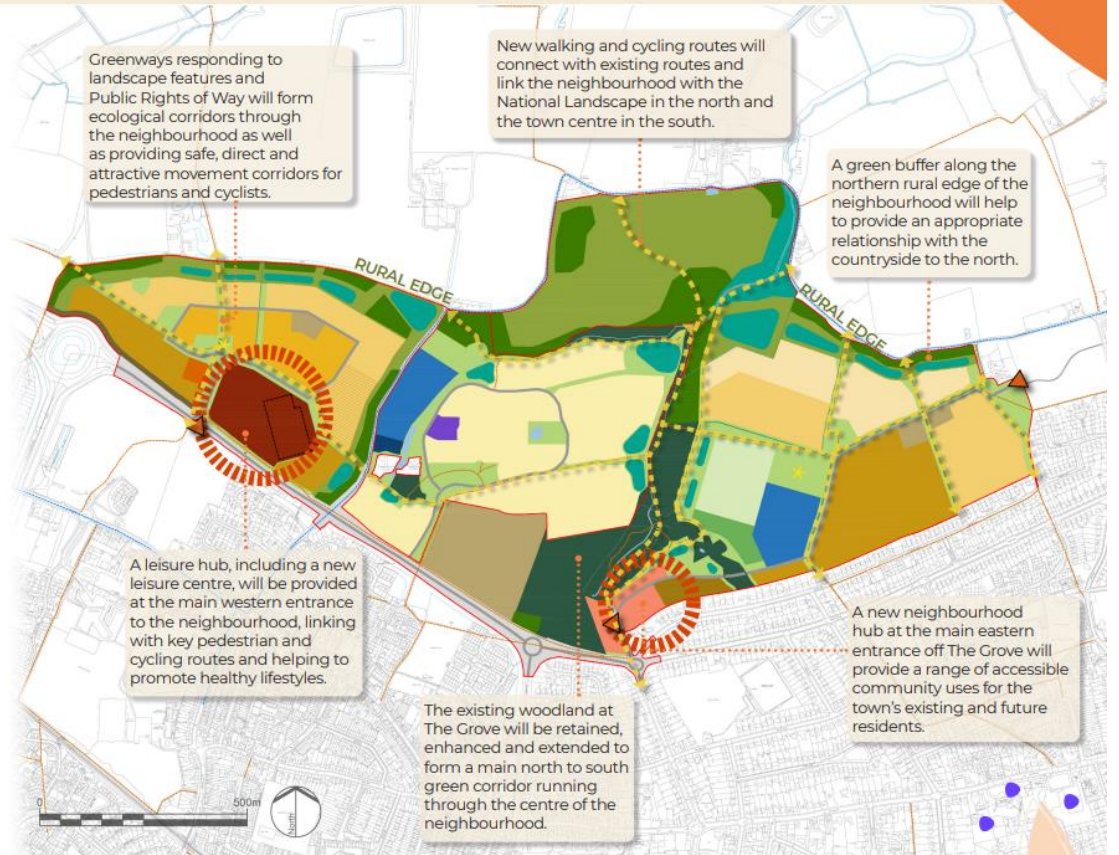 Greenways responding to
landscape features and
Public Rights of Way will form
ecological corridors through
the neighbourhood as well
as providing safe, direct and
attractive movement corridors for
pedestrians and cyclists.
New walking and cycling routes will
connect with existing routes and
link the neighbourhood with the
National Landscape in the north and
the town centre in the south.
A green buffer along the
northern rural edge of the
neighbourhood will help
to provide an appropriate
relationship with the
countryside to the north.
RURAL EDGE
RURAL EDGE
A leisure hub, including a new
leisure centre, will be provided
at the main western entrance
to the neighbourhood, linking
with key pedestrian and
cycling routes and helping to
promote healthy lifestyles.
The existing woodland at
The Grove will be retained,
enhanced and extended to
form a main north to south
green corridor running
through the centre of the
neighbourhood.
A new neighbourhood
hub at the main eastern
entrance off The Grove will
provide a range of accessible
community uses for the
town's existing and future
residents.
0 500m
North